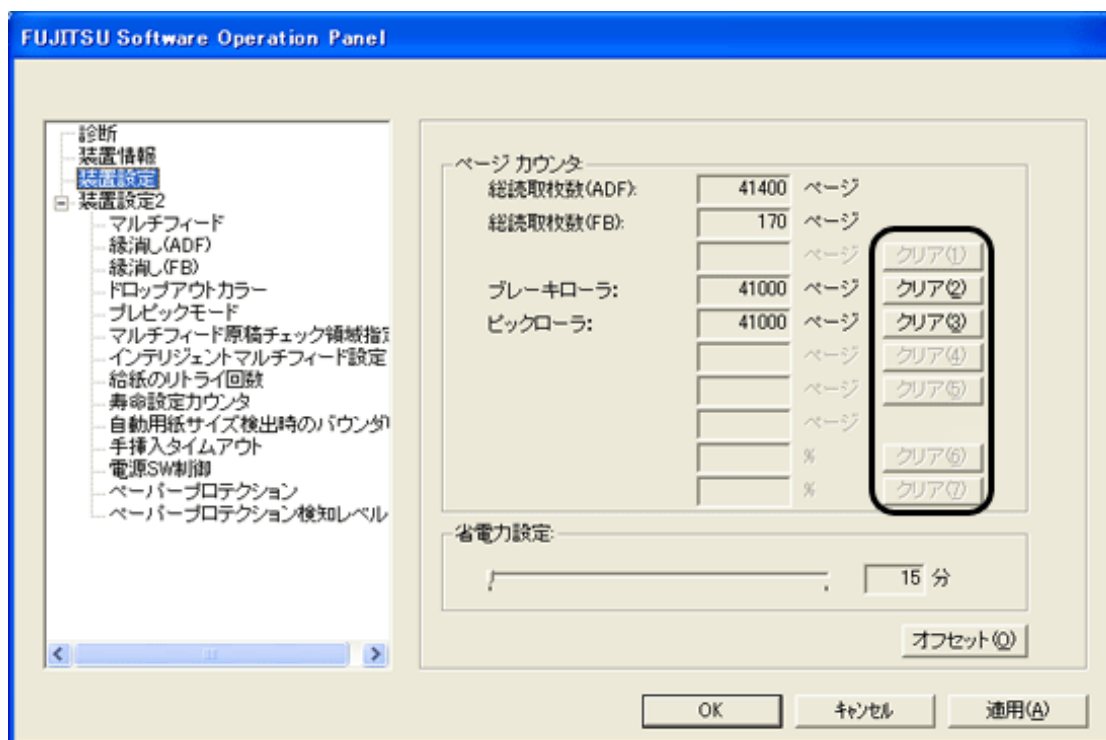 FUJITSU Software Operation Panel
診断
装置情報
装置設定
装置設定2
マルチフィード
縁消し(ADF)
縁消し(FB)
ドロップアウトカラー
プレピックモード
マルチフィード原稿チェック領域指定
インテリジェントマルチフィード設定
給紙のリトライ回数
寿命設定カウンタ
自動用紙サイズ検出時のバウンダリ
手挿入タイムアウト
電源SW制御
ペーパープロテクション
ペーパープロテクション検知レベル
ページ カウンタ
総読取枚数(ADF): 41400 ページ
総読取枚数(FB): 170 ページ
ページ クリア(1)
ブレーキローラ: 41000 ページ クリア(2)
ピックローラ: 41000 ページ クリア(3)
ページ クリア(4)
ページ クリア(5)
ページ
% クリア(6)
% クリア(7)
省電力設定:
15 分
オフセット(O)
OK キャンセル 適用(A)